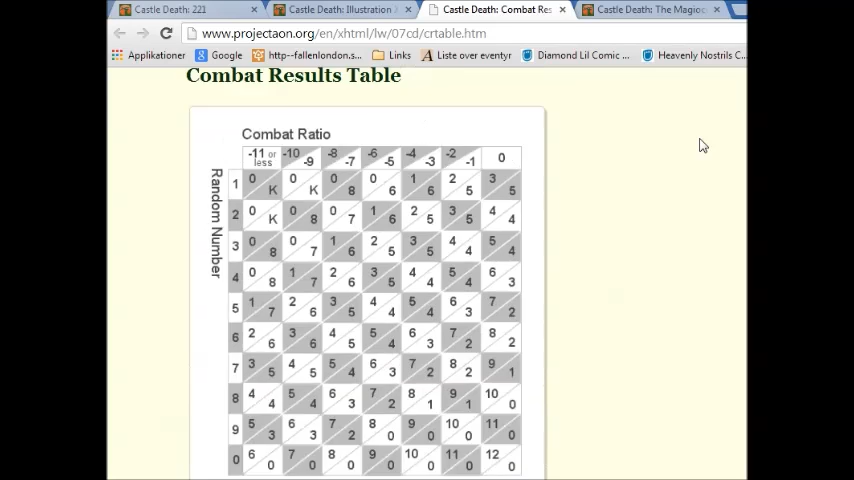 Castle Death: 221
Castle Death: Illustration
Castle Death: Combat Res
Castle Death: The Magioc
www.projectaon.org/en/xhtml/lw/07cd/crtable.htm
Applikationer
Google
http--fallenlondon.s...
Links
Liste over eventyr
Diamond Lil Comic ...
Heavenly Nostrils C...
Combat Results Table
Combat Ratio
-11 or less -10 -9 -8 -7 -6 -5 -4 -3 -2 -1 0
Random Number
1 0 K 0 K 0 8 0 6 1 6 2 5 3 5
2 0 K 0 8 0 7 1 6 2 5 3 5 4 4
3 0 8 0 7 1 6 2 5 3 5 4 4 5 4
4 0 8 1 7 2 6 3 5 4 4 5 4 6 3
5 1 7 2 6 3 5 4 4 5 4 6 3 7 2
6 2 6 3 6 4 5 5 4 6 3 7 2 8 2
7 3 5 4 5 5 4 6 3 7 2 8 2 9 1
8 4 4 5 4 6 3 7 2 8 1 9 1 10 0
9 5 3 6 3 7 2 8 0 9 0 10 0 11 0
0 6 0 7 0 8 0 9 0 10 0 11 0 12 0